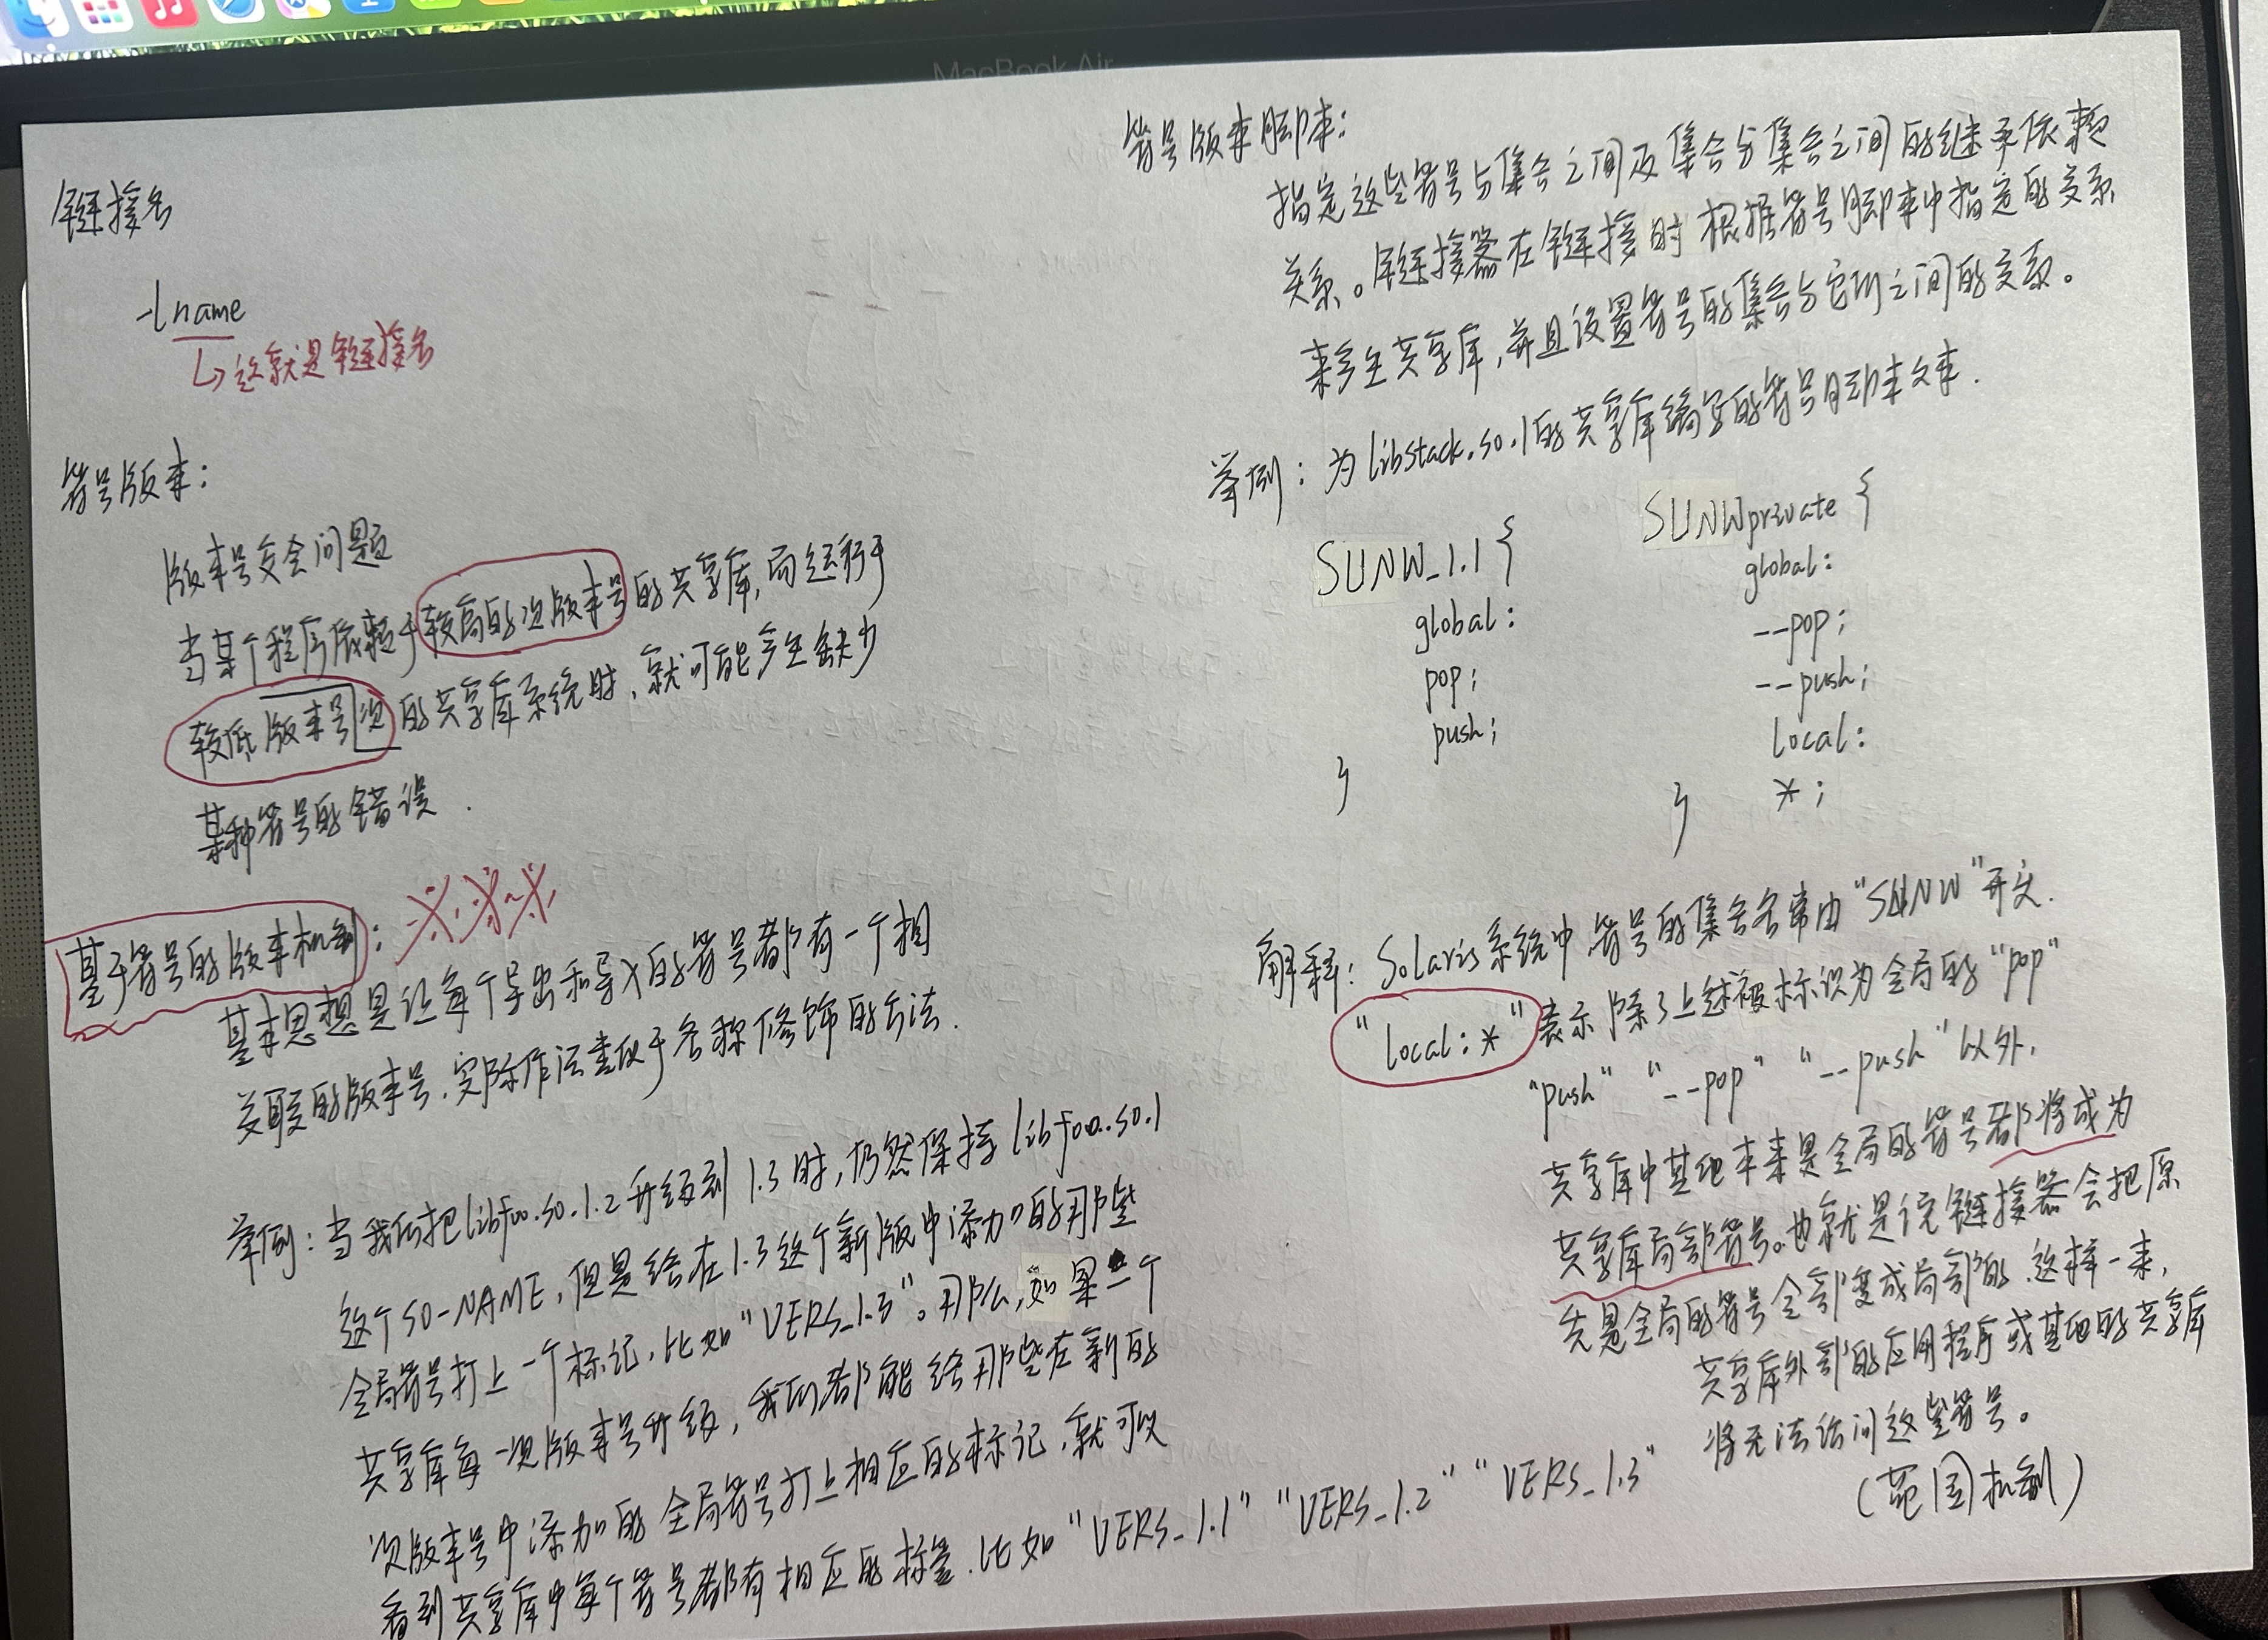 MacBook Air
链接名
-lname
↳这就是链接名
符号版本:
版本号交会问题
当某个程序依赖于较高的次版本号的共享库,而运行于
较低版本号次的共享库系统时,就可能产生缺少
某种符号的错误.
基于符号的版本机制:
基本思想是让每个导出和导入的符号都有一个相
关联的版本号.实际作法类似于名称修饰的方法.
举例:当我们把libfoo.so.1.2升级到1.3时,仍然保持libfoo.so.1
这个SO-NAME,但是给在1.3这个新版中添加的那些
全局符号打上一个标记,比如"VERS_1.3"。那么,如果一个
共享库每一次版本号升级,我们都能给那些在新的
次版本号中添加的全局符号打上相应的标记,就可以
看到共享库中每个符号都有相应的标签.比如"VERS_1.1" "VERS_1.2" "VERS_1.3"
符号版本脚本:
指定这些符号与集合之间及集合与集合之间的继承依赖
关系。链接器在链接时根据符号脚本中指定的关系
来产生共享库,并且设置符号的集合与它们之间的关系。
举例:为libstack.so.1的共享库编写的符号脚本文本.
SUNW_1.1 {
global:
pop;
push;
}
SUNWprivate {
global:
--pop;
--push;
local:
*;
}
解释:Solaris系统中符号的集合名常由"SUNW"开头.
"local:*"表示除了上述被标识为全局的"pop"
"push" "--pop" "--push"以外,
共享库中其他本来是全局的符号都将成为
共享库局部符号。也就是说链接器会把原
先是全局的符号全部变成局部的.这样一来,
共享库外部的应用程序或其他的共享库
将无法访问这些符号。
(范围机制)